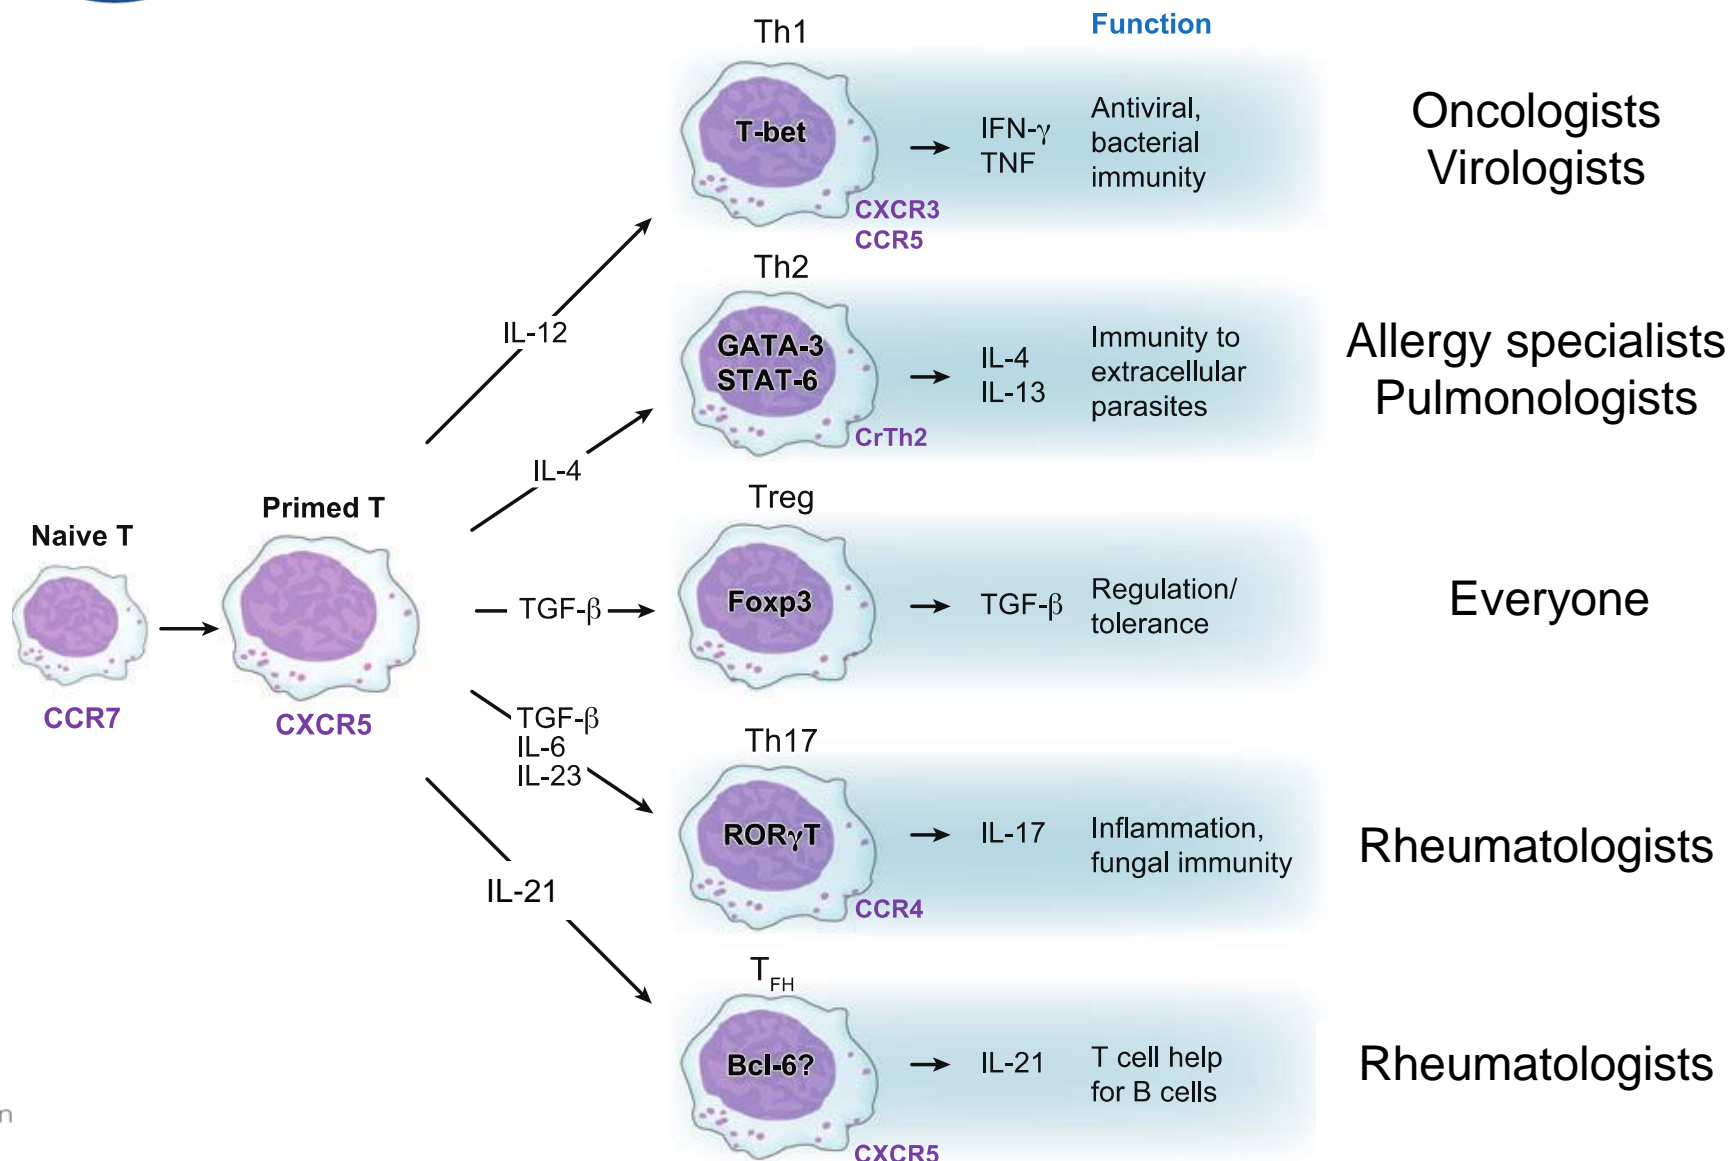 Th1
Function
T-bet
IFN-γ
TNF
Antiviral,
bacterial
immunity
CXCR3
CCR5
Oncologists
Virologists
IL-12
Th2
GATA-3
STAT-6
IL-4
IL-13
Immunity to
extracellular
parasites
CrTh2
Allergy specialists
Pulmonologists
IL-4
Naive T
CCR7
Primed T
CXCR5
TGF-β
Treg
Foxp3
TGF-β
Regulation/
tolerance
Everyone
TGF-β
IL-6
IL-23
Th17
RORγT
IL-17
Inflammation,
fungal immunity
CCR4
Rheumatologists
IL-21
TFH
Bcl-6?
IL-21
T cell help
for B cells
CXCR5
Rheumatologists
n